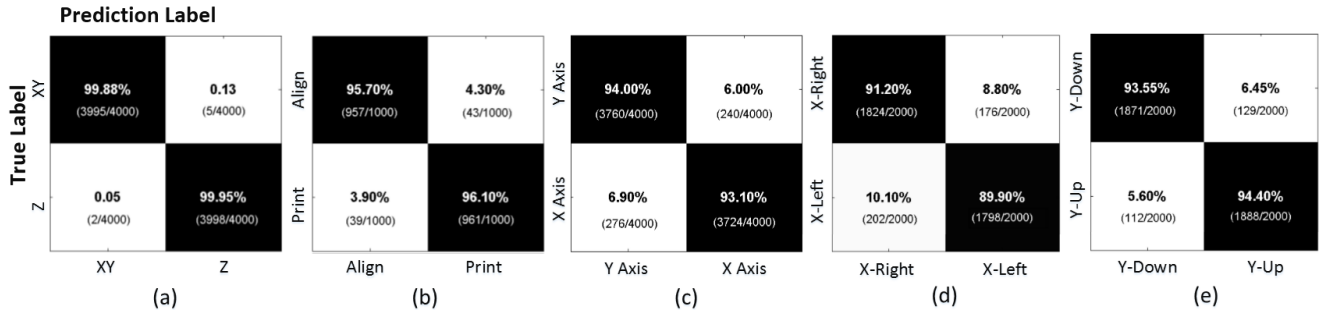 Prediction Label
True Label
XY
99.88%
(3995/4000)
0.13
(5/4000)
Z
0.05
(2/4000)
99.95%
(3998/4000)
XY Z
(a)
Align
95.70%
(957/1000)
4.30%
(43/1000)
Print
3.90%
(39/1000)
96.10%
(961/1000)
Align Print
(b)
Y Axis
94.00%
(3760/4000)
6.00%
(240/4000)
X Axis
6.90%
(276/4000)
93.10%
(3724/4000)
Y Axis X Axis
(c)
X-Right
91.20%
(1824/2000)
8.80%
(176/2000)
X-Left
10.10%
(202/2000)
89.90%
(1798/2000)
X-Right X-Left
(d)
Y-Down
93.55%
(1871/2000)
6.45%
(129/2000)
Y-Up
5.60%
(112/2000)
94.40%
(1888/2000)
Y-Down Y-Up
(e)